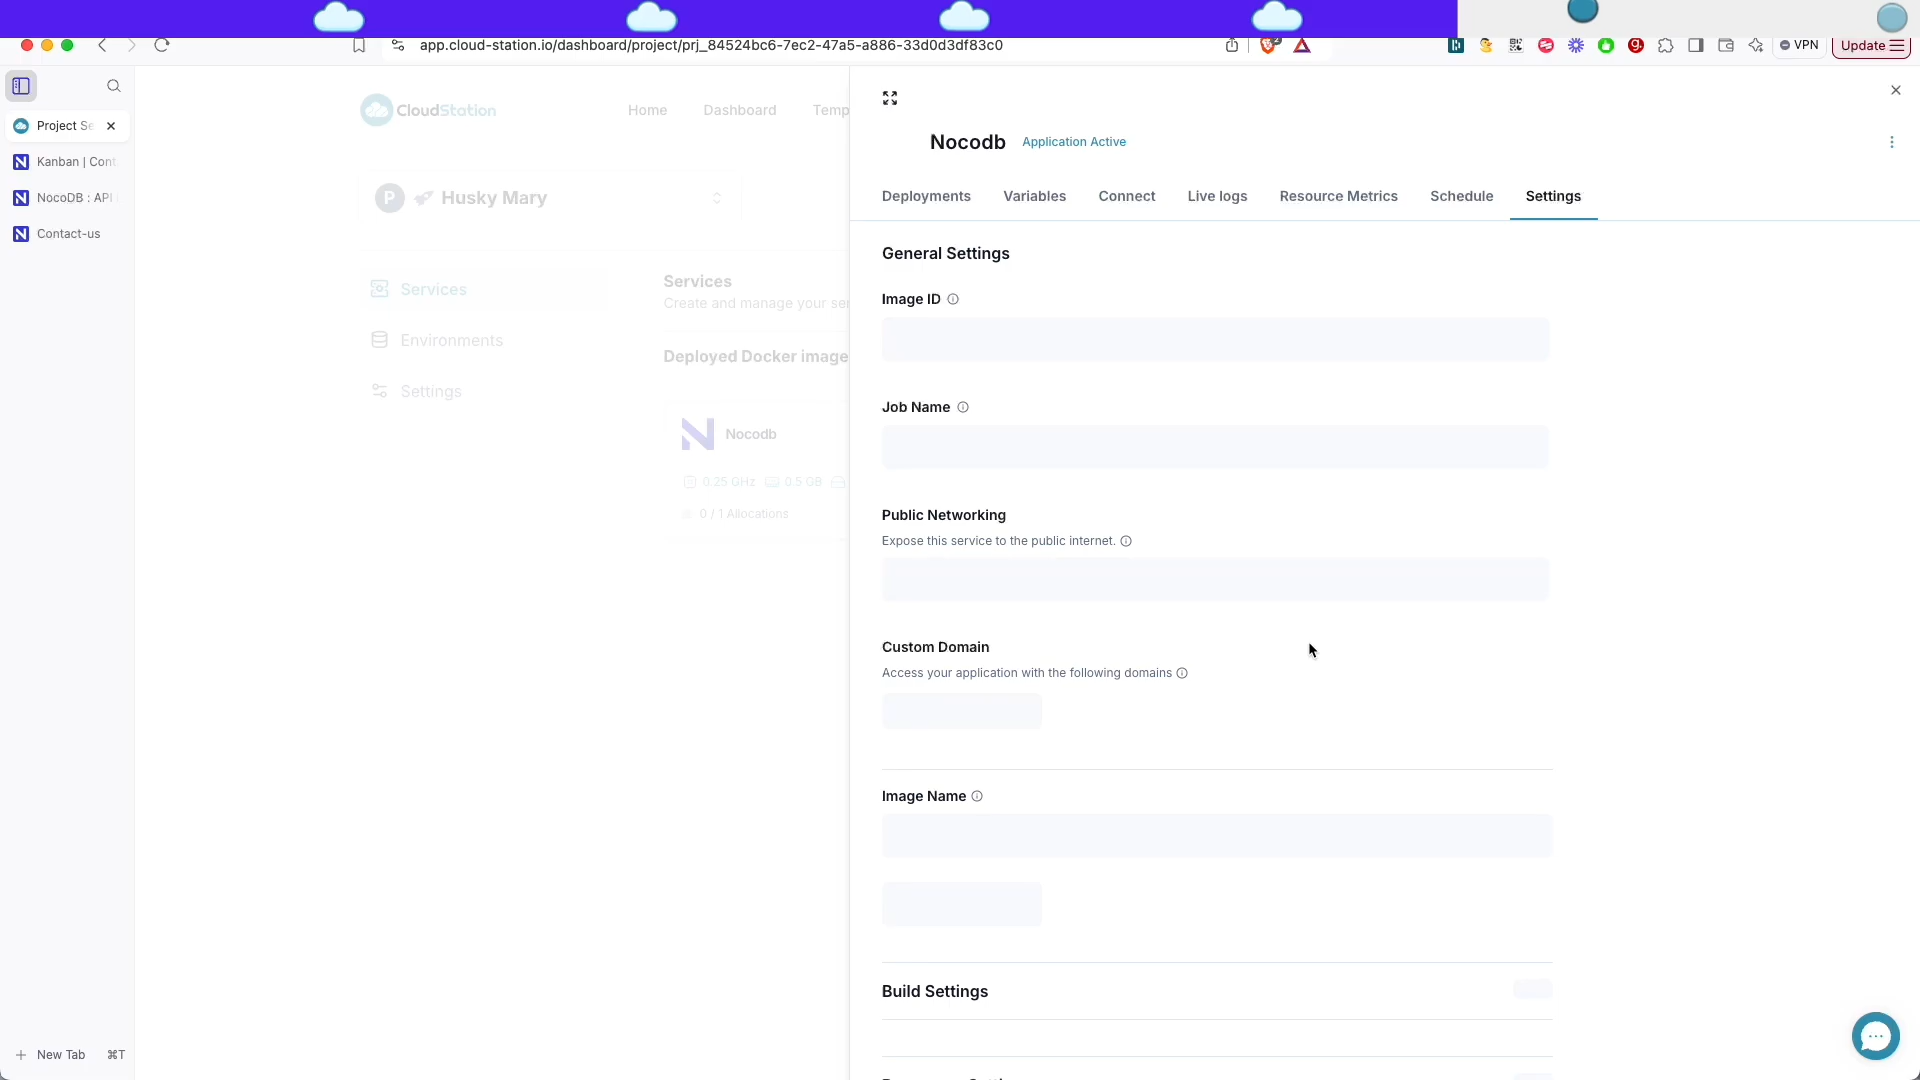 app.cloud-station.io/dashboard/project/prj_84524bc6-7ec2-47a5-a886-33d0d3df83c0
VPN
Update
Project Se
Kanban | Cont
NocoDB : API
Contact-us
New Tab
⌘T
CloudStation
Home
Dashboard
Temp
P
Husky Mary
Services
Environments
Settings
Services
Create and manage your ser
Deployed Docker image
Nocodb
0.25 GHz
0.5 GB
0 / 1 Allocations
Nocodb
Application Active
Deployments
Variables
Connect
Live logs
Resource Metrics
Schedule
Settings
General Settings
Image ID
Job Name
Public Networking
Expose this service to the public internet.
Custom Domain
Access your application with the following domains
Image Name
Build Settings